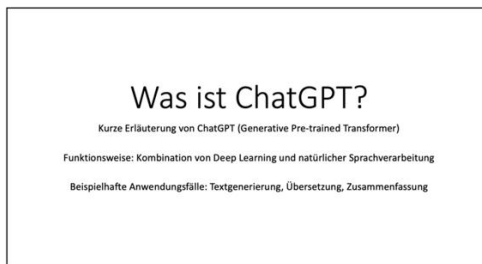 Was ist ChatGPT?
Kurze Erläuterung von ChatGPT (Generative Pre-trained Transformer)
Funktionsweise: Kombination von Deep Learning und natürlicher Sprachverarbeitung
Beispielhafte Anwendungsfälle: Textgenerierung, Übersetzung, Zusammenfassung